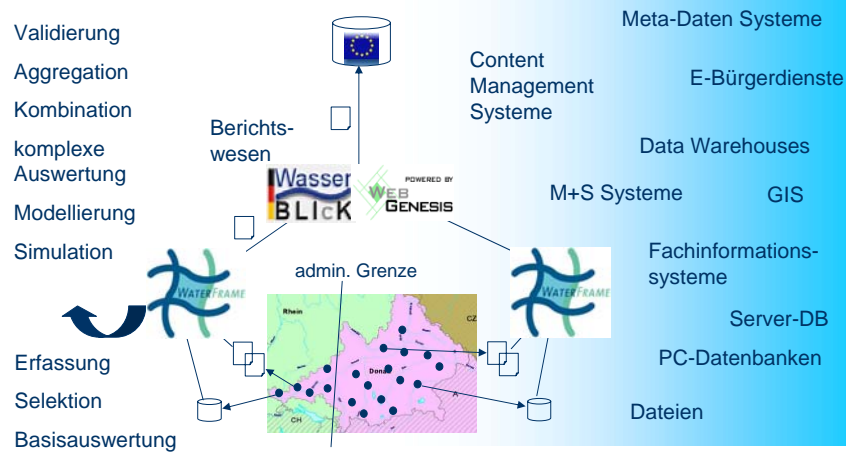 Validierung
Aggregation
Kombination
komplexe
Auswertung
Modellierung
Simulation
Erfassung
Selektion
Basisauswertung
Berichts-
wesen
Wasser
BLIcK
POWERED BY
WEB
GENESIS
WATERFRAME
admin. Grenze
Rhein
CZ
Donau
A
CH
WATERFRAME
Meta-Daten Systeme
Content
Management
Systeme
E-Bürgerdienste
Data Warehouses
M+S Systeme
GIS
Fachinformations-
systeme
Server-DB
PC-Datenbanken
Dateien